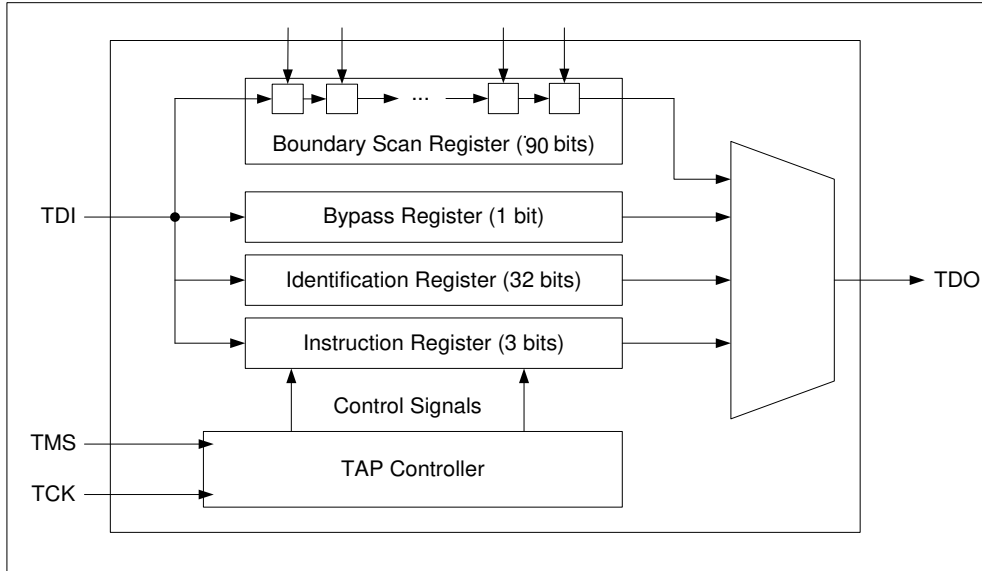 ...
Boundary Scan Register (90 bits)
TDI
Bypass Register (1 bit)
Identification Register (32 bits)
TDO
Instruction Register (3 bits)
Control Signals
TMS
TAP Controller
TCK